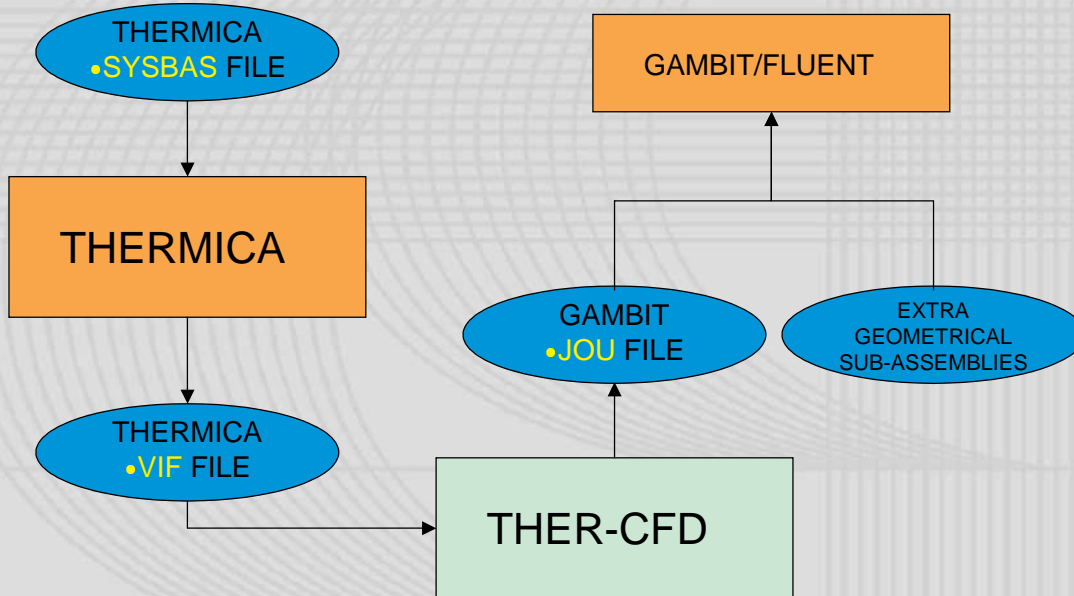 THERMICA
•SYSBAS FILE
GAMBIT/FLUENT
THERMICA
GAMBIT
•JOU FILE
EXTRA
GEOMETRICAL
SUB-ASSEMBLIES
THERMICA
•VIF FILE
THER-CFD